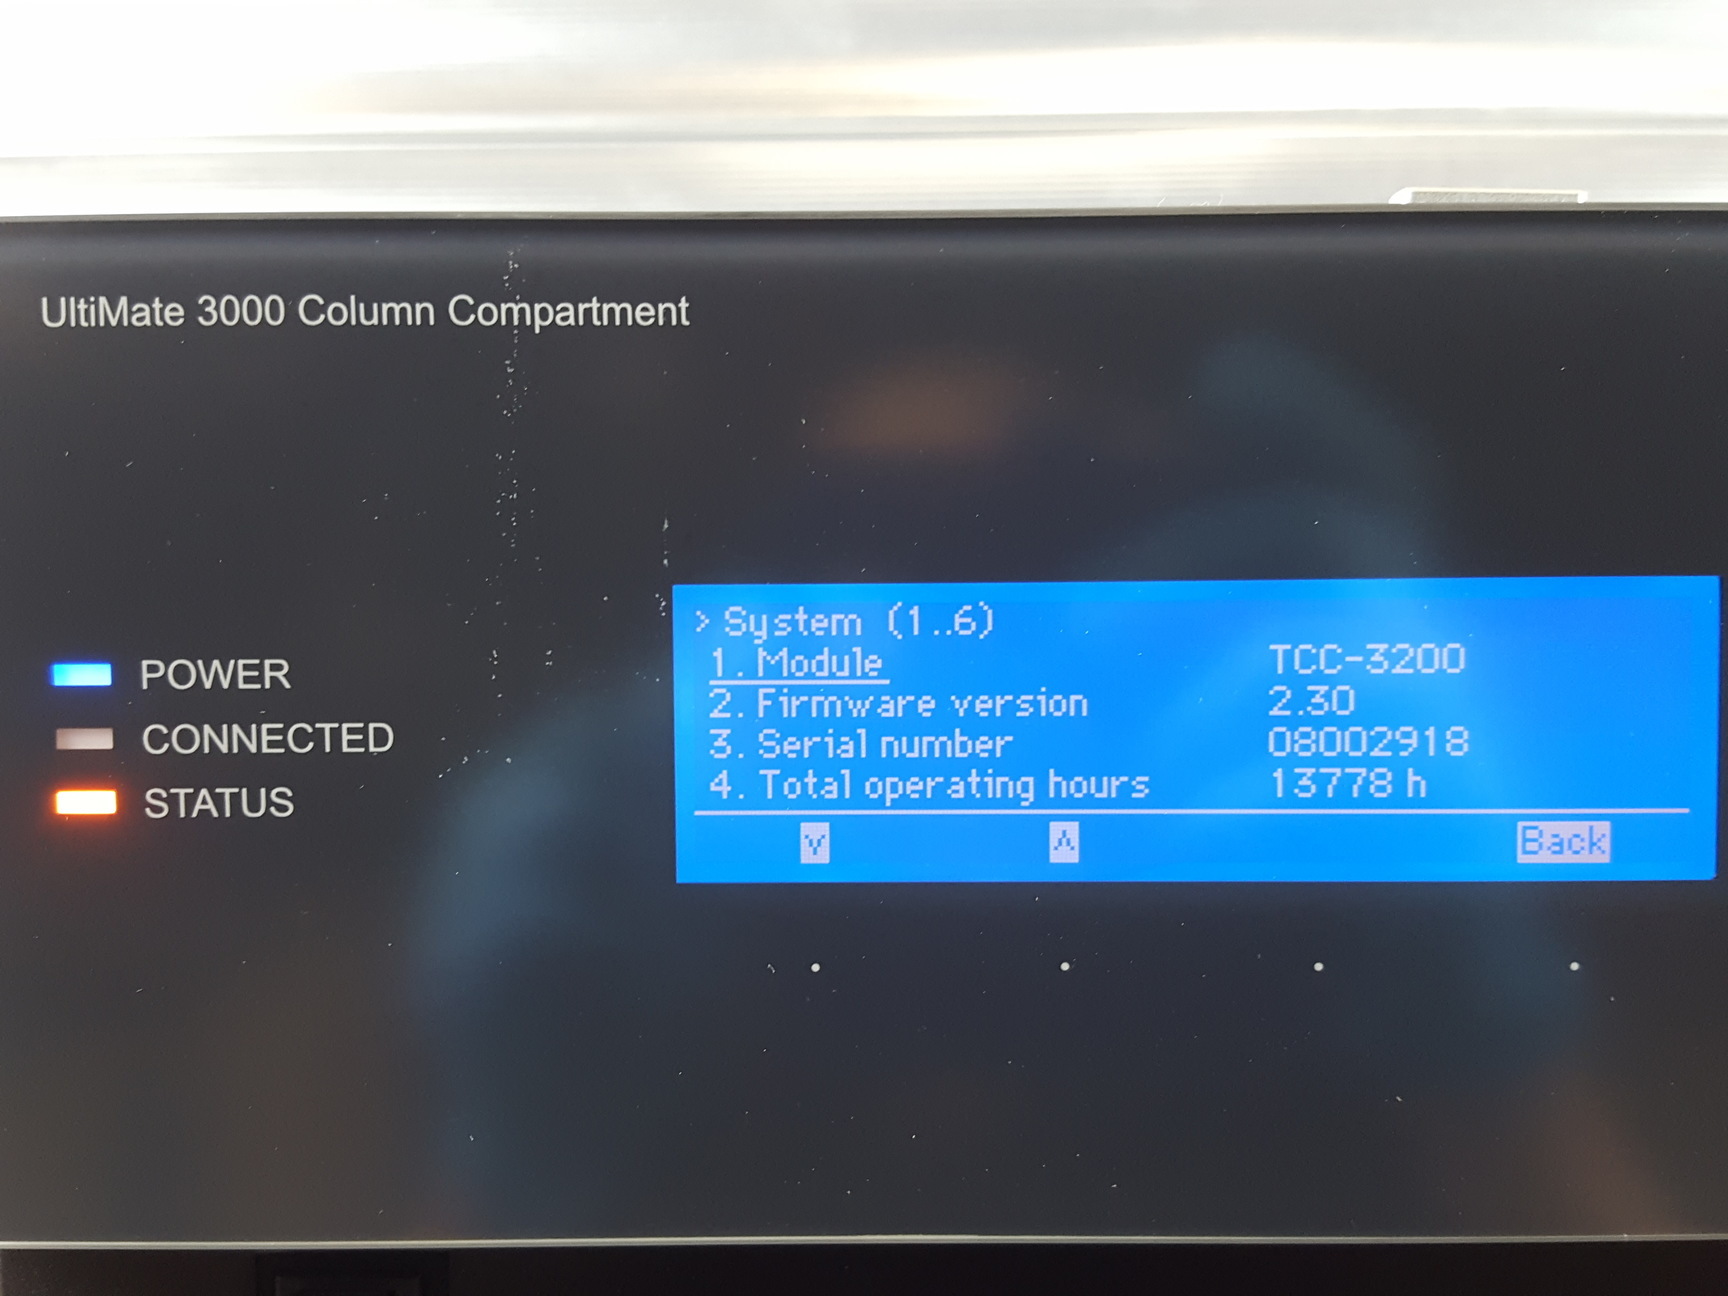 UltiMate 3000 Column Compartment
POWER
CONNECTED
STATUS
> System (1..6)
1. Module TCC-3200
2. Firmware version 2.30
3. Serial number 08002918
4. Total operating hours 13778 h
v ʌ Back